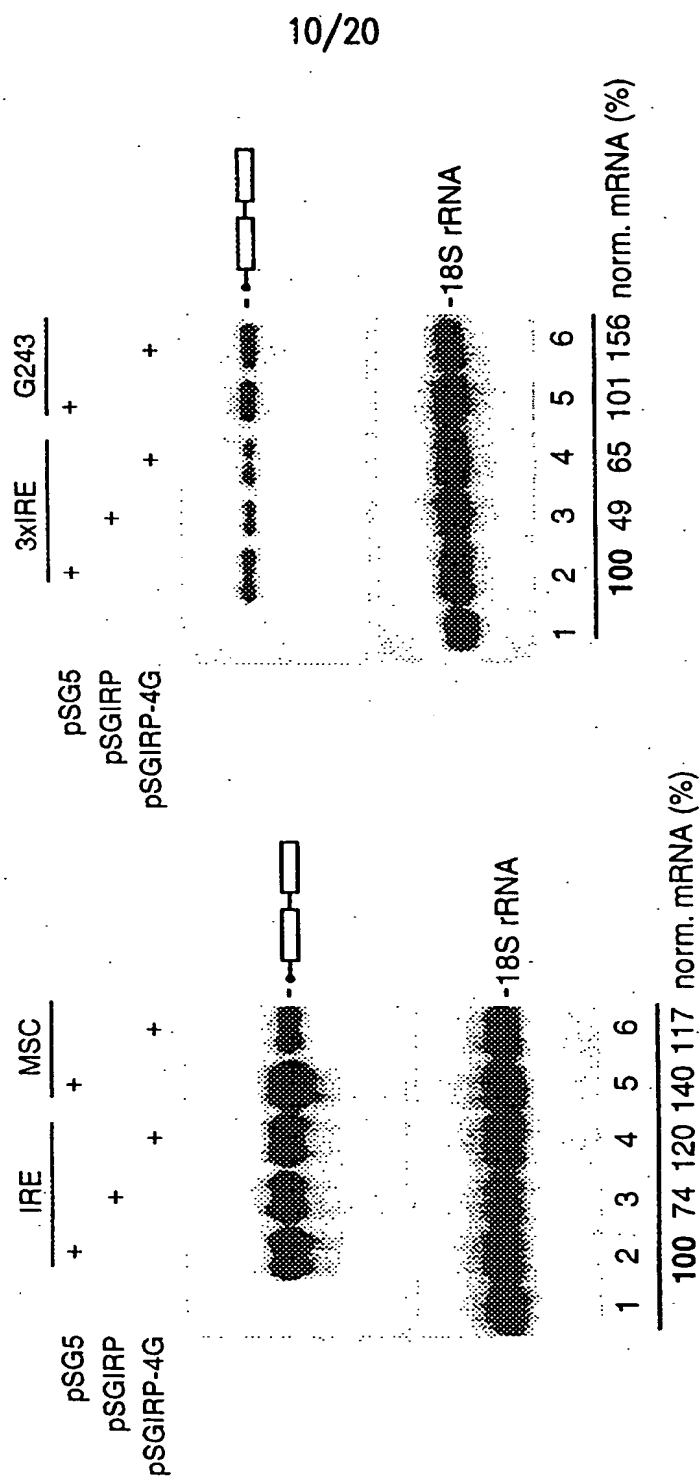 10/20
IRE MSC
pSG5 + +
pSGIRP +
pSGIRP-4G + +
-18S rRNA
1 2 3 4 5 6
100 74 120 140 117 norm. mRNA (%)
3xIRE G243
pSG5 + +
pSGIRP +
pSGIRP-4G + +
-18S rRNA
1 2 3 4 5 6
100 49 65 101 156 norm. mRNA (%)